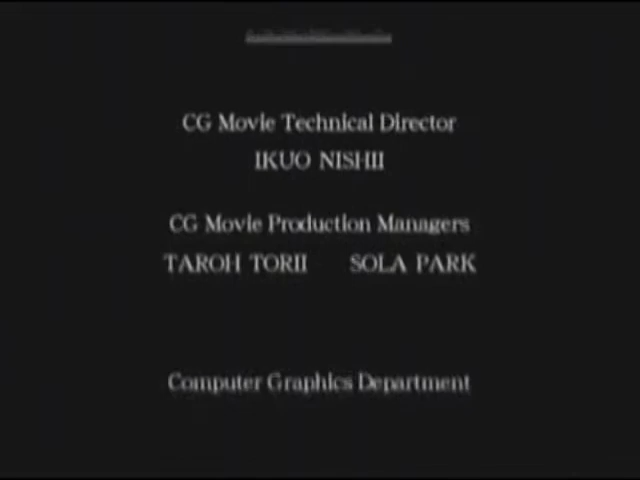 CG Movie Technical Director
IKUO NISHII
CG Movie Production Managers
TAROH TORII SOLA PARK
Computer Graphics Department